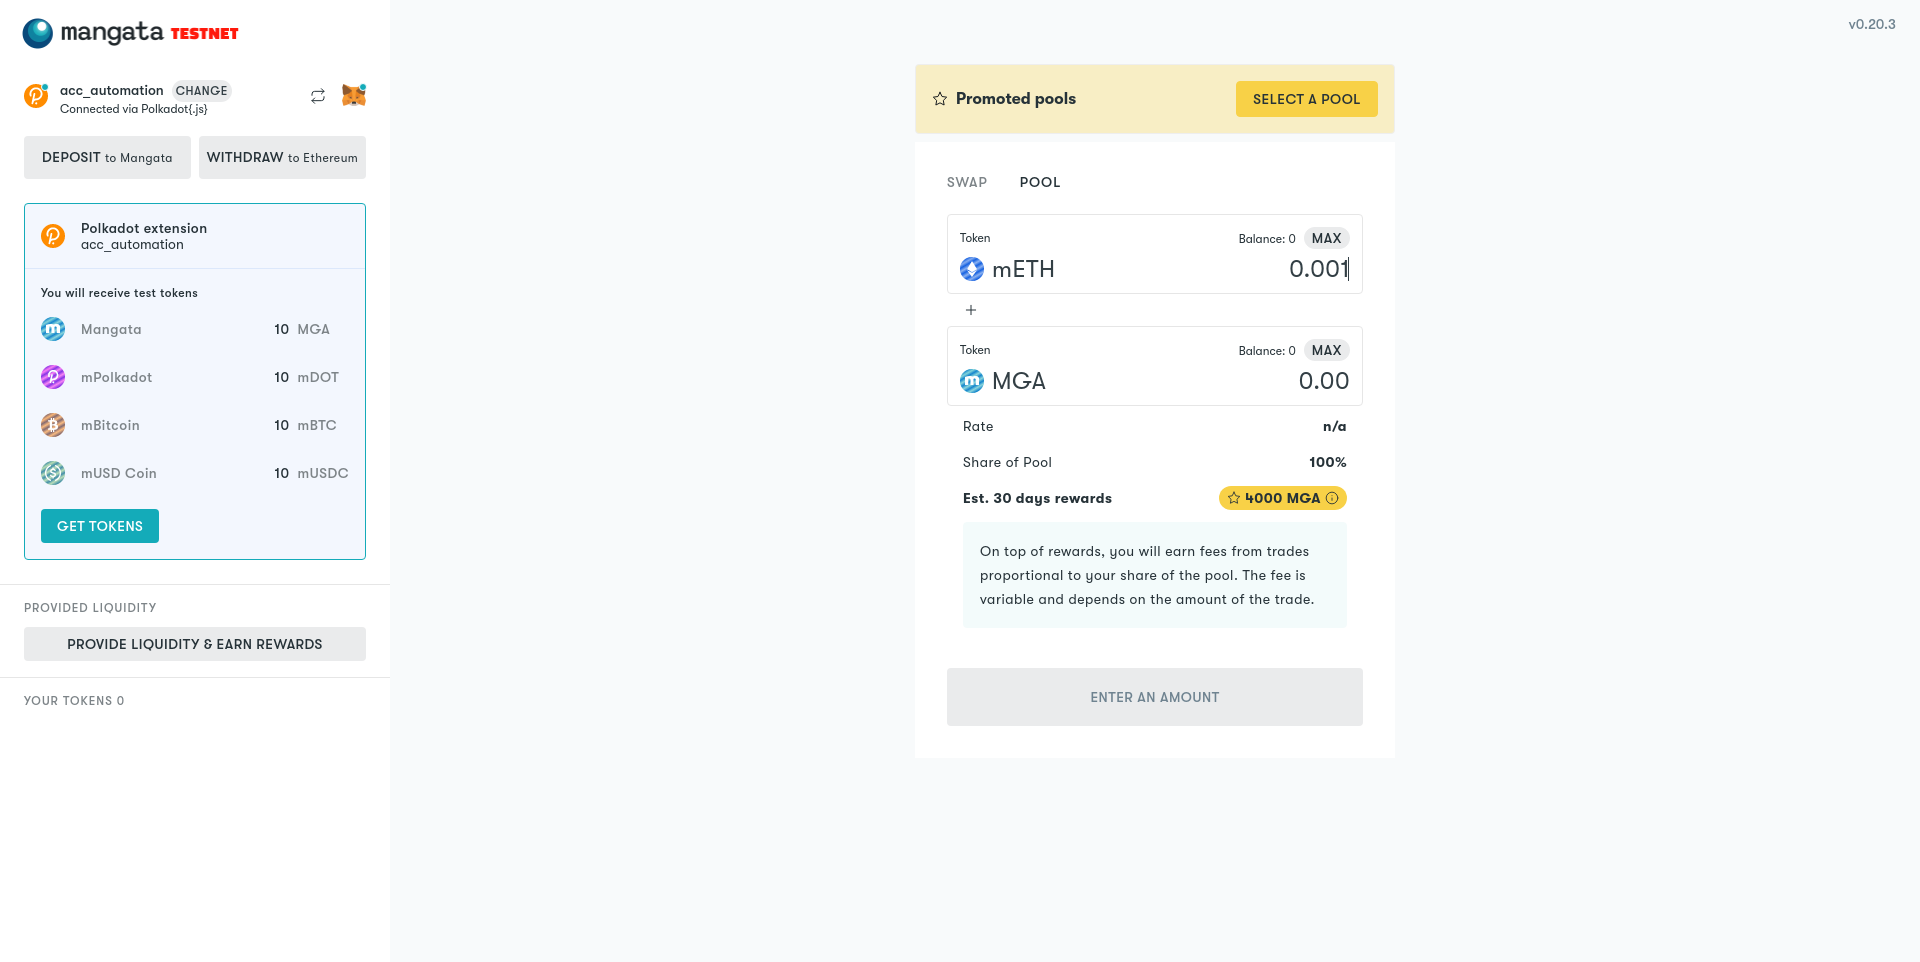 mangata TESTNET
v0.20.3
acc_automation CHANGE
Connected via Polkadot{.js}
DEPOSIT to Mangata
WITHDRAW to Ethereum
Polkadot extension
acc_automation
You will receive test tokens
Mangata 10 MGA
mPolkadot 10 mDOT
mBitcoin 10 mBTC
mUSD Coin 10 mUSDC
GET TOKENS
PROVIDED LIQUIDITY
PROVIDE LIQUIDITY & EARN REWARDS
YOUR TOKENS 0
Promoted pools
SELECT A POOL
SWAP POOL
Token Balance: 0 MAX
mETH 0.001
+
Token Balance: 0 MAX
MGA 0.00
Rate n/a
Share of Pool 100%
Est. 30 days rewards 4000 MGA
On top of rewards, you will earn fees from trades
proportional to your share of the pool. The fee is
variable and depends on the amount of the trade.
ENTER AN AMOUNT